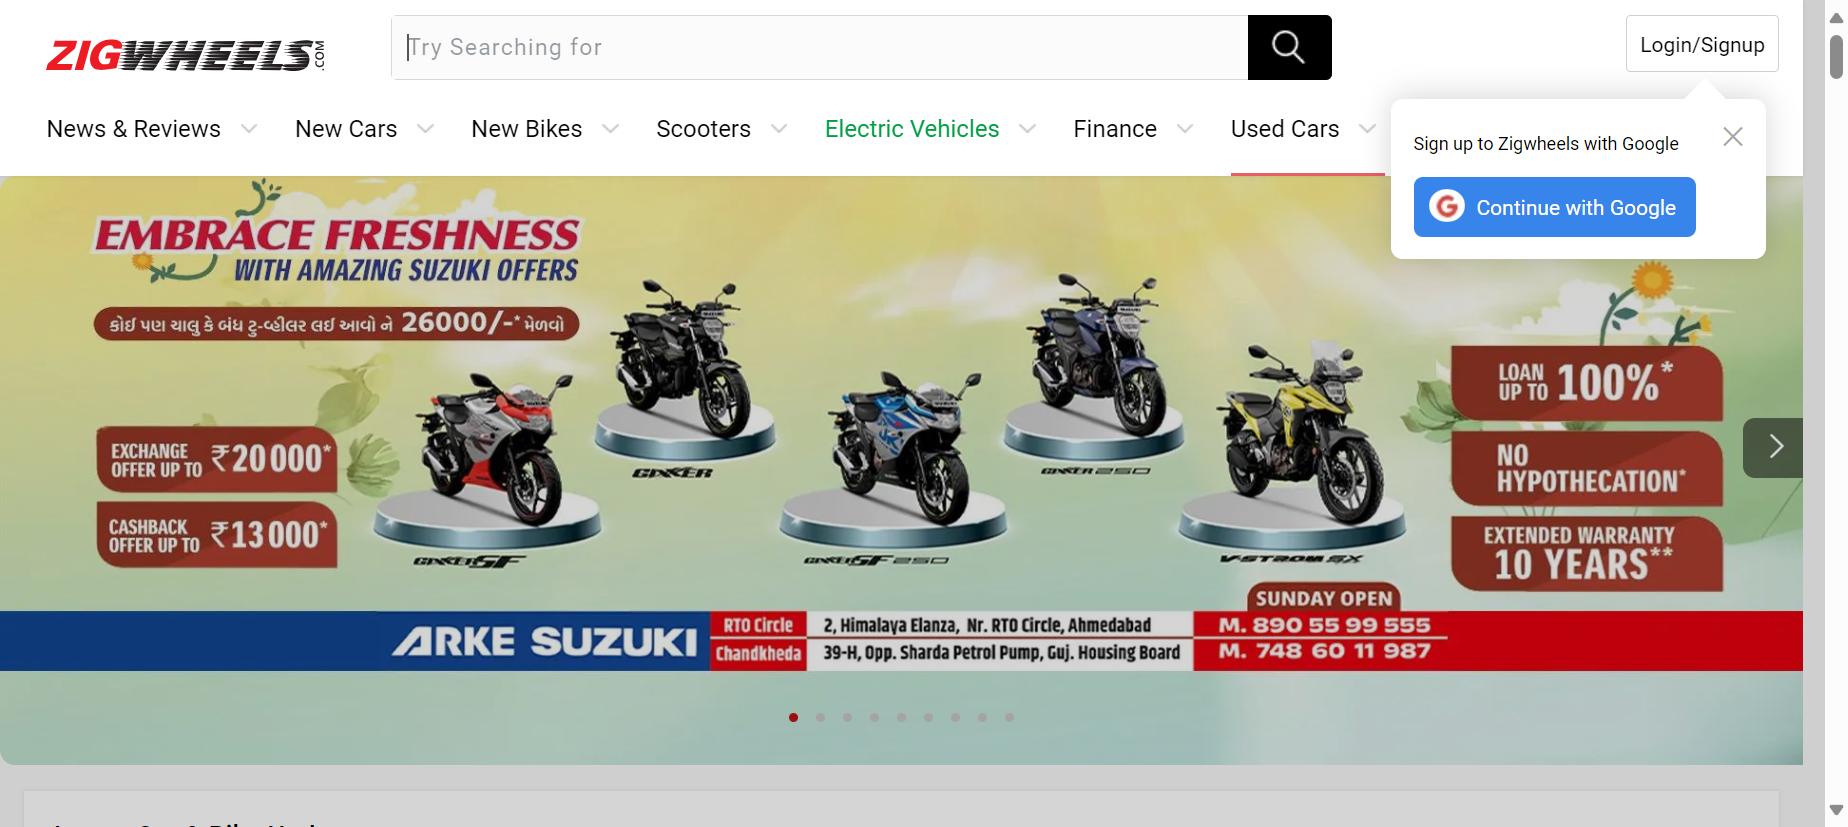 ZIGWHEELS.COM
Try Searching for
Login/Signup
News & Reviews
New Cars
New Bikes
Scooters
Electric Vehicles
Finance
Used Cars
Sign up to Zigwheels with Google
Continue with Google
EMBRACE FRESHNESS
WITH AMAZING SUZUKI OFFERS
કોઈ પણ ચાલુ કે બંધ ટુ-વ્હીલર લઈ આવો ને 26000/-* મેળવો
EXCHANGE
OFFER UP TO ₹20000*
CASHBACK
OFFER UP TO ₹13000*
GIXXER
GIXXER 250
GIXXER SF
GIXXER SF 250
V-STROM SX
LOAN
UP TO 100%*
NO
HYPOTHECATION*
EXTENDED WARRANTY
10 YEARS**
SUNDAY OPEN
ARKE SUZUKI
RTO Circle
2, Himalaya Elanza, Nr. RTO Circle, Ahmedabad
M. 890 55 99 555
Chandkheda
39-H, Opp. Sharda Petrol Pump, Guj. Housing Board
M. 748 60 11 987